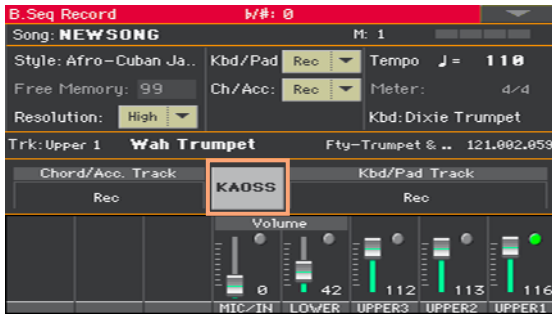 B.Seq Record ♭/#: 0
Song: NEWSONG M: 1
Style: Afro-Cuban Ja.. Kbd/Pad Rec Tempo ♩= 110
Free Memory: 99 Ch/Acc: Rec Meter: 4/4
Resolution: High Kbd: Dixie Trumpet
Trk: Upper 1 Wah Trumpet Fty-Trumpet & .. 121.002.059
Chord/Acc. Track KAOSS Kbd/Pad Track
Rec Rec
Volume
0 42 112 113 116
MIC/IN LOWER UPPER3 UPPER2 UPPER1